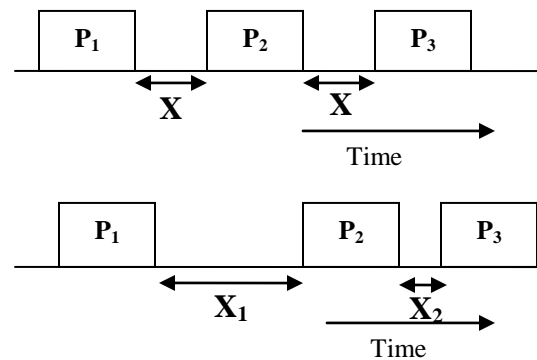 P₁ P₂ P₃
X X
Time
P₁ P₂ P₃
X₁ X₂
Time